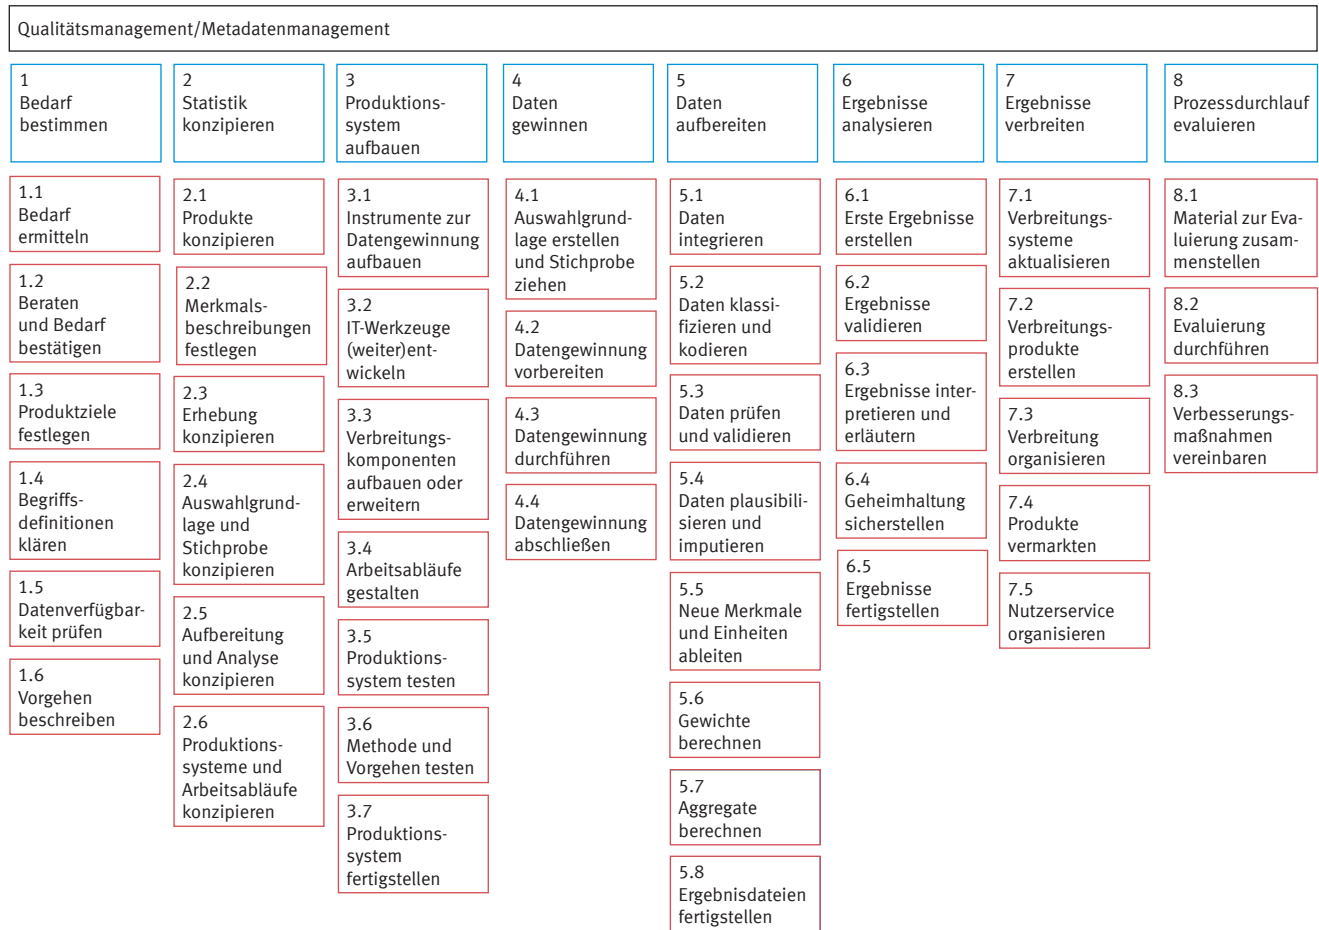 Qualitätsmanagement/Metadatenmanagement
1
Bedarf
bestimmen
2
Statistik
konzipieren
3
Produktions-
system
aufbauen
4
Daten
gewinnen
5
Daten
aufbereiten
6
Ergebnisse
analysieren
7
Ergebnisse
verbreiten
8
Prozessdurchlauf
evaluieren
1.1
Bedarf
ermitteln
1.2
Beraten
und Bedarf
bestätigen
1.3
Produktziele
festlegen
1.4
Begriffs-
definitionen
klären
1.5
Datenverfügbar-
keit prüfen
1.6
Vorgehen
beschreiben
2.1
Produkte
konzipieren
2.2
Merkmals-
beschreibungen
festlegen
2.3
Erhebung
konzipieren
2.4
Auswahlgrund-
lage und
Stichprobe
konzipieren
2.5
Aufbereitung
und Analyse
konzipieren
2.6
Produktions-
systeme und
Arbeitsabläufe
konzipieren
3.1
Instrumente zur
Datengewinnung
aufbauen
3.2
IT-Werkzeuge
(weiter)ent-
wickeln
3.3
Verbreitungs-
komponenten
aufbauen oder
erweitern
3.4
Arbeitsabläufe
gestalten
3.5
Produktions-
system testen
3.6
Methode und
Vorgehen testen
3.7
Produktions-
system
fertigstellen
4.1
Auswahlgrund-
lage erstellen
und Stichprobe
ziehen
4.2
Datengewinnung
vorbereiten
4.3
Datengewinnung
durchführen
4.4
Datengewinnung
abschließen
5.1
Daten
integrieren
5.2
Daten klassi-
fizieren und
kodieren
5.3
Daten prüfen
und validieren
5.4
Daten plausibili-
sieren und
imputieren
5.5
Neue Merkmale
und Einheiten
ableiten
5.6
Gewichte
berechnen
5.7
Aggregate
berechnen
5.8
Ergebnisdateien
fertigstellen
6.1
Erste Ergebnisse
erstellen
6.2
Ergebnisse
validieren
6.3
Ergebnisse inter-
pretieren und
erläutern
6.4
Geheimhaltung
sicherstellen
6.5
Ergebnisse
fertigstellen
7.1
Verbreitungs-
systeme
aktualisieren
7.2
Verbreitungs-
produkte
erstellen
7.3
Verbreitung
organisieren
7.4
Produkte
vermarkten
7.5
Nutzerservice
organisieren
8.1
Material zur Eva-
luierung zusam-
menstellen
8.2
Evaluierung
durchführen
8.3
Verbesserungs-
maßnahmen
vereinbaren